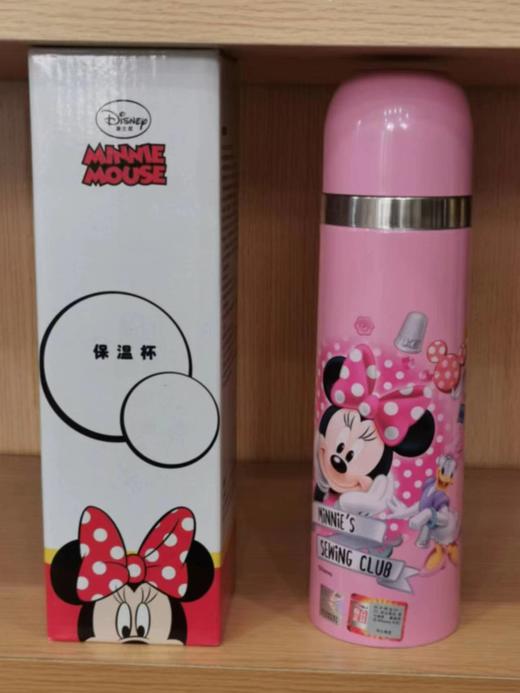 Disney
迪士尼
MINNIE
MOUSE
保温杯
MINNIE'S
SEWING CLUB